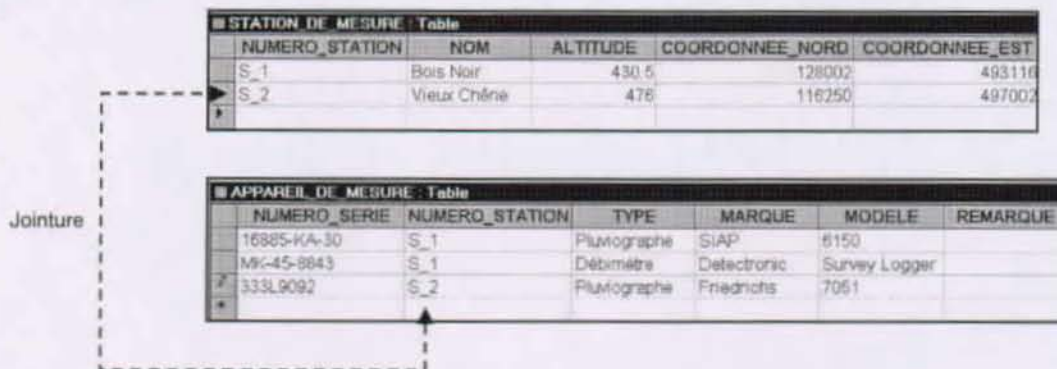 STATION_DE_MESURE : Table
NUMERO_STATION NOM ALTITUDE COORDONNEE_NORD COORDONNEE_EST
S_1 Bois Noir 430.5 128002 493116
S_2 Vieux Chêne 476 116250 497002
APPAREIL_DE_MESURE : Table
Jointure
NUMERO_SERIE NUMERO_STATION TYPE MARQUE MODELE REMARQUE
16885-KA-30 S_1 Pluviographe SIAP 6150
MK-45-8843 S_1 Débimètre Detectronic Survey Logger
333L9092 S_2 Pluviographe Friedrichs 7051